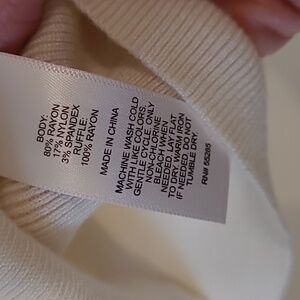 BODY:
80% RAYON
17% NYLON
3% SPANDEX
RUFFLE:
100% RAYON
MADE IN CHINA
MACHINE WASH COLD
WITH LIKE COLORS
GENTLE CYCLE. ONLY
NON-CHLORINE
BLEACH WHEN
NEEDED. LAY FLAT
TO DRY. WARM IRON
IF NEEDED. DO NOT
TUMBLE DRY.
RN# 55285